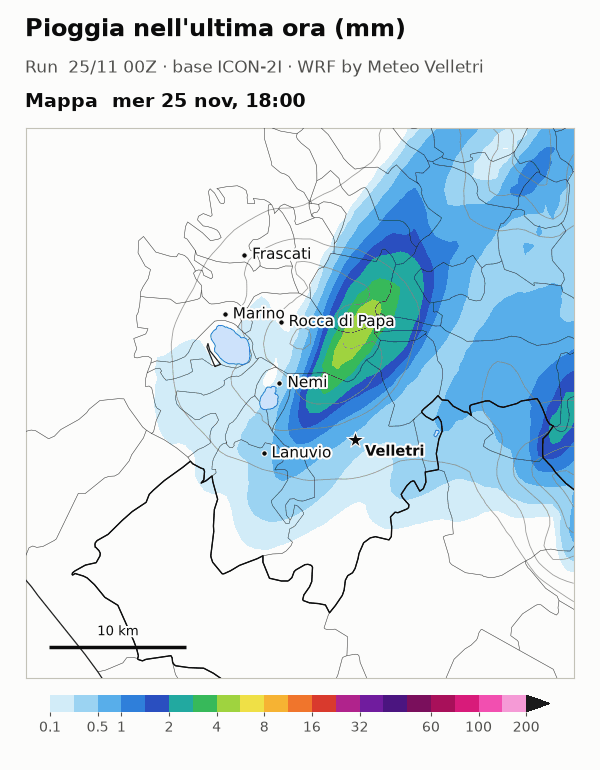 Pioggia nell'ultima ora (mm)
Run  25/11 00Z · base ICON-2I · WRF by Meteo Velletri
Mappa  mer 25 nov, 18:00
Frascati
Marino
Rocca di Papa
Nemi
Velletri
Lanuvio
10 km
0.1 0.5 1 2 4 8 16 32 60 100 200